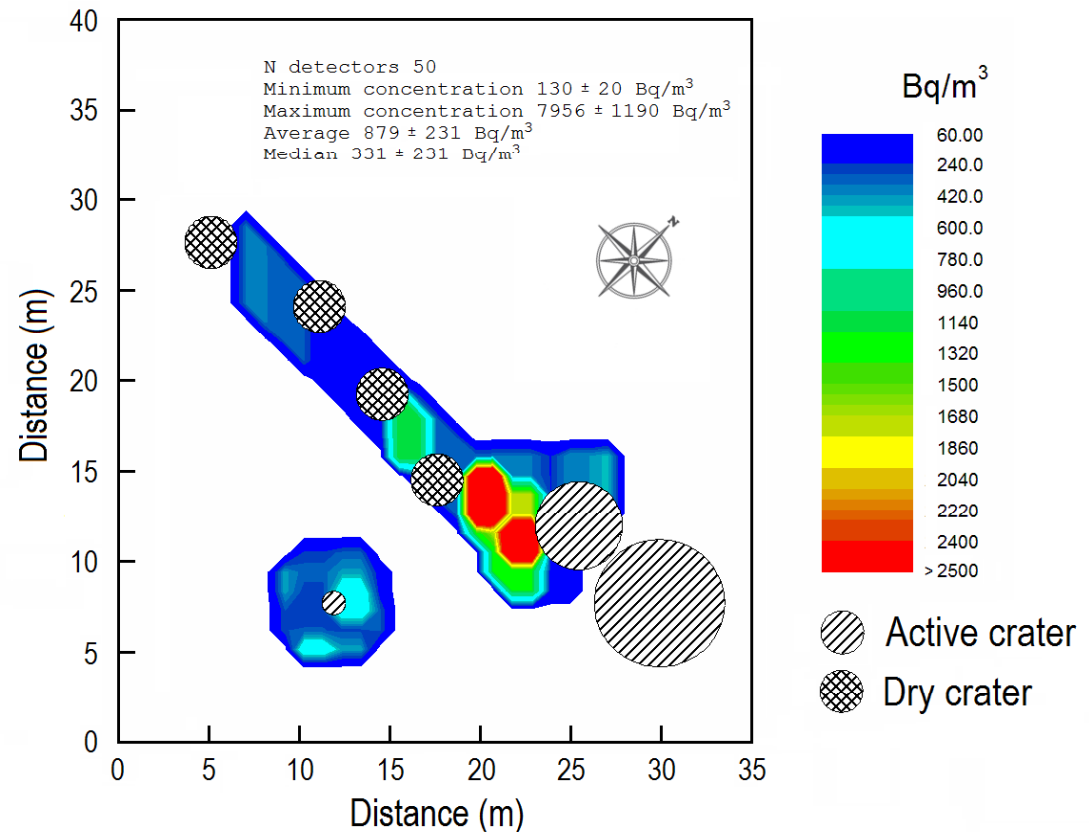 N detectors 50
Minimum concentration 130 ± 20 Bq/m³
Maximum concentration 7956 ± 1190 Bq/m³
Average 879 ± 231 Bq/m³
Median 331 ± 231 Bq/m³
N
40
35
30
25
20
15
10
5
0
Distance (m)
0 5 10 15 20 25 30 35
Distance (m)
Bq/m³
60.00
240.0
420.0
600.0
780.0
960.0
1140
1320
1500
1680
1860
2040
2220
2400
> 2500
Active crater
Dry crater